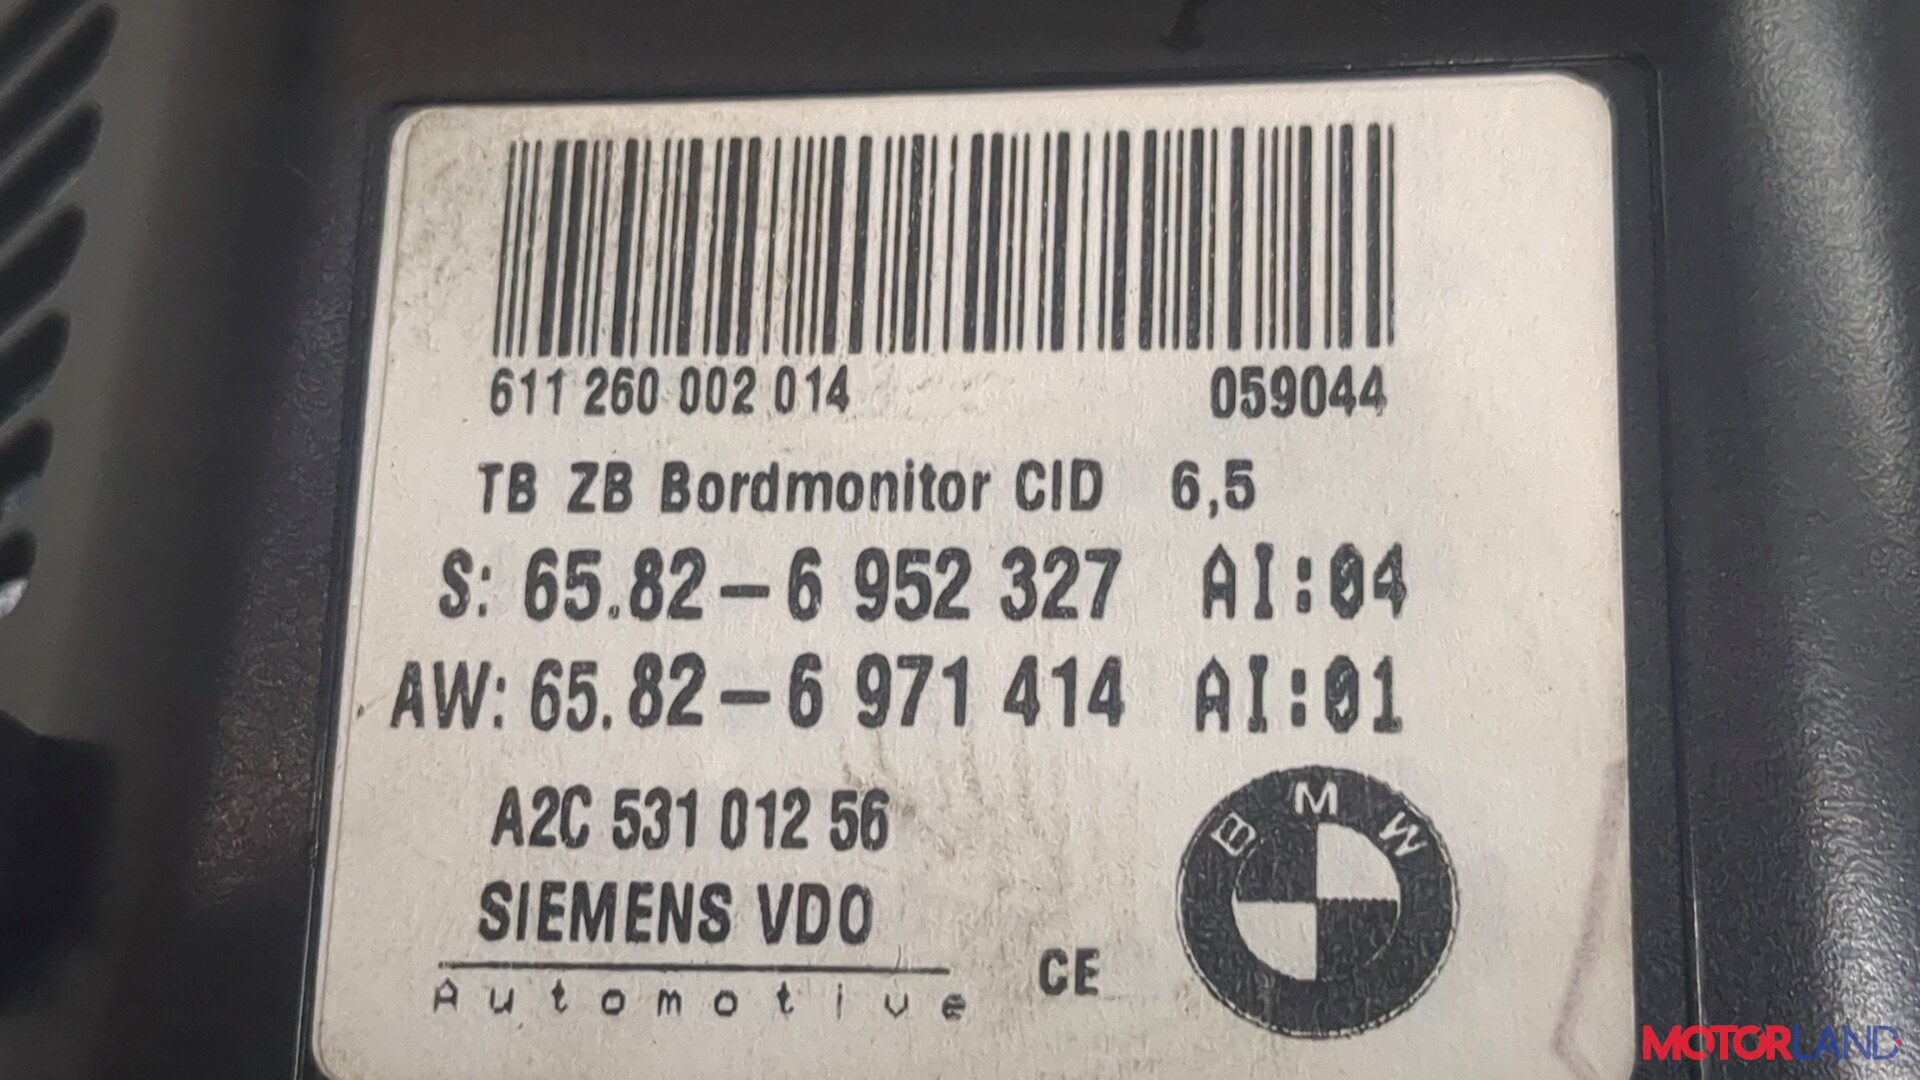 611 260 002 014 059044
TB ZB Bordmonitor CID 6,5
S: 65.82-6 952 327 AI:04
AW: 65.82-6 971 414 AI:01
A2C 531 012 56
SIEMENS VDO
Automotive
CE
BMW
MOTORLAND